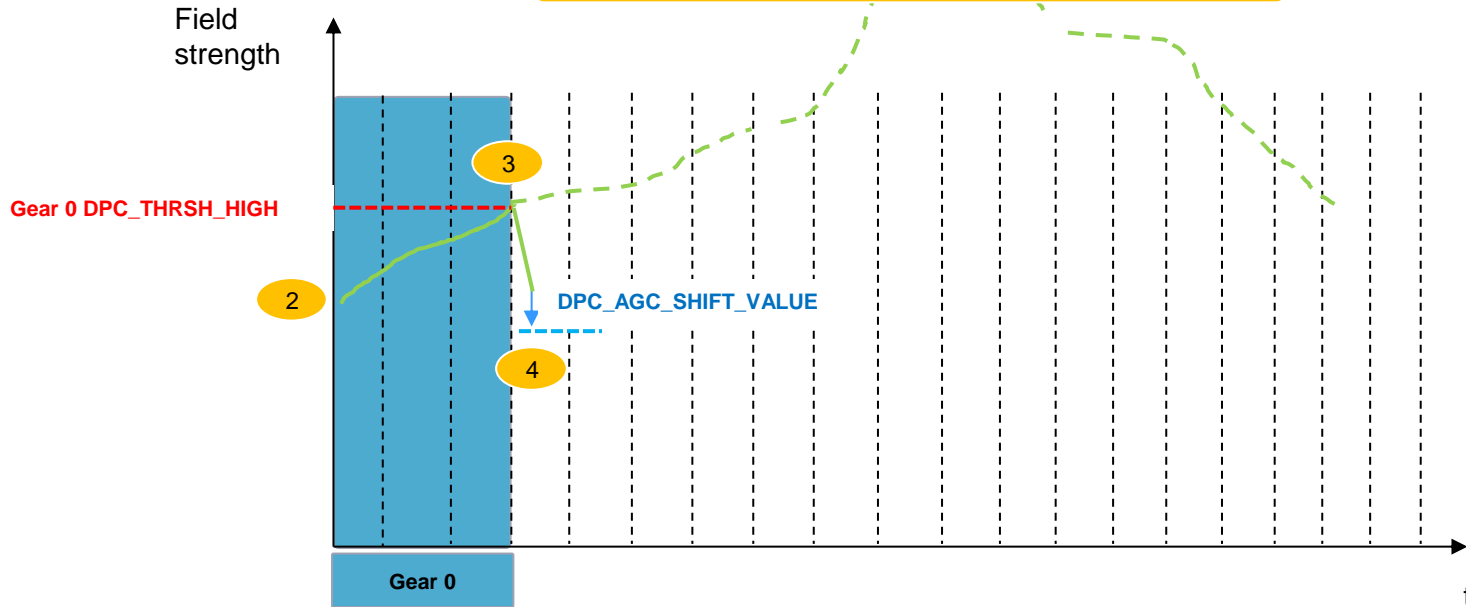 Field
strength
3
Gear 0 DPC_THRSH_HIGH
2
DPC_AGC_SHIFT_VALUE
4
Gear 0
t